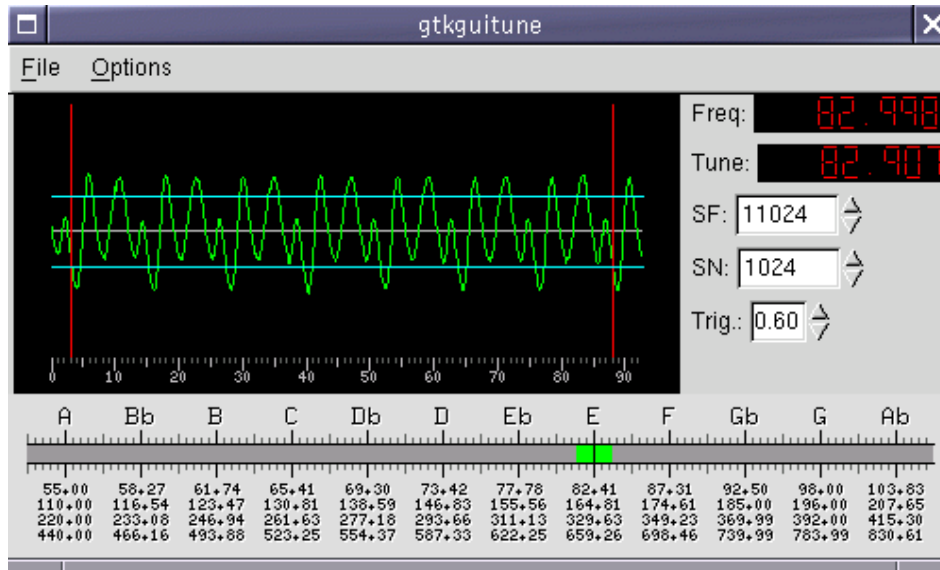 gtkguitune
File Options
Freq: 82.998
Tune: 82.907
SF: 11024
SN: 1024
Trig.: 0.60
0 10 20 30 40 50 60 70 80 90
A Bb B C Db D Eb E F Gb G Ab
55.00 58.27 61.74 65.41 69.30 73.42 77.78 82.41 87.31 92.50 98.00 103.83
110.00 116.54 123.47 130.81 138.59 146.83 155.56 164.81 174.61 185.00 196.00 207.65
220.00 233.08 246.94 261.63 277.18 293.66 311.13 329.63 349.23 369.99 392.00 415.30
440.00 466.16 493.88 523.25 554.37 587.33 622.25 659.26 698.46 739.99 783.99 830.61